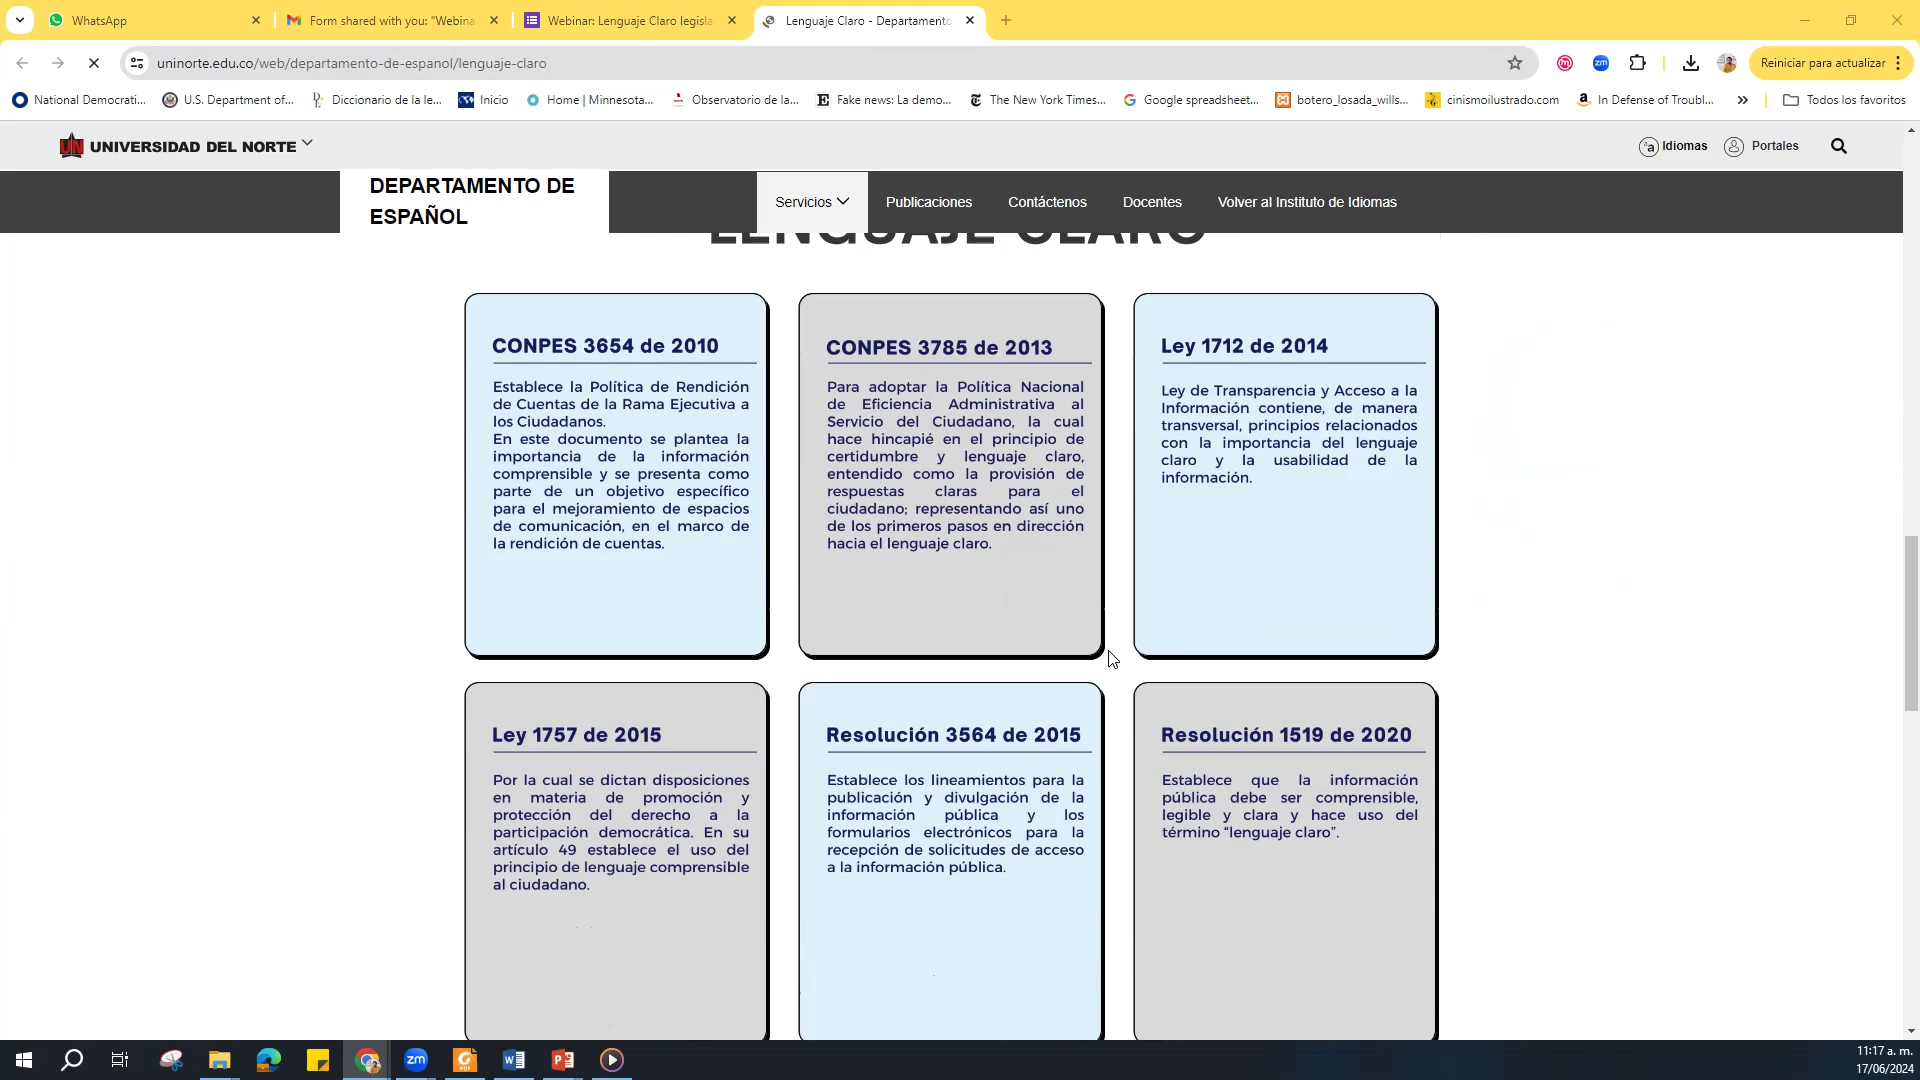 WhatsApp
Form shared with you: "Webina
Webinar: Lenguaje Claro legisla
Lenguaje Claro - Departamento
uninorte.edu.co/web/departamento-de-espanol/lenguaje-claro
Reiniciar para actualizar
National Democrati...
U.S. Department of...
Diccionario de la le...
Inicio
Home | Minnesota...
Observatorio de la...
Fake news: La demo...
The New York Times...
Google spreadsheet...
botero_losada_wills...
cinismoilustrado.com
In Defense of Troubl...
Todos los favoritos
UNIVERSIDAD DEL NORTE
Idiomas
Portales
DEPARTAMENTO DE
ESPAÑOL
Servicios
Publicaciones
Contáctenos
Docentes
Volver al Instituto de Idiomas
LENGUAJE CLARO
CONPES 3654 de 2010
Establece la Política de Rendición
de Cuentas de la Rama Ejecutiva a
los Ciudadanos.
En este documento se plantea la
importancia de la información
comprensible y se presenta como
parte de un objetivo específico
para el mejoramiento de espacios
de comunicación, en el marco de
la rendición de cuentas.
CONPES 3785 de 2013
Para adoptar la Política Nacional
de Eficiencia Administrativa al
Servicio del Ciudadano, la cual
hace hincapié en el principio de
certidumbre y lenguaje claro,
entendido como la provisión de
respuestas claras para el
ciudadano; representando así uno
de los primeros pasos en dirección
hacia el lenguaje claro.
Ley 1712 de 2014
Ley de Transparencia y Acceso a la
Información contiene, de manera
transversal, principios relacionados
con la importancia del lenguaje
claro y la usabilidad de la
información.
Ley 1757 de 2015
Por la cual se dictan disposiciones
en materia de promoción y
protección del derecho a la
participación democrática. En su
artículo 49 establece el uso del
principio de lenguaje comprensible
al ciudadano.
Resolución 3564 de 2015
Establece los lineamientos para la
publicación y divulgación de la
información pública y los
formularios electrónicos para la
recepción de solicitudes de acceso
a la información pública.
Resolución 1519 de 2020
Establece que la información
pública debe ser comprensible,
legible y clara y hace uso del
término "lenguaje claro".
11:17 a. m.
17/06/2024